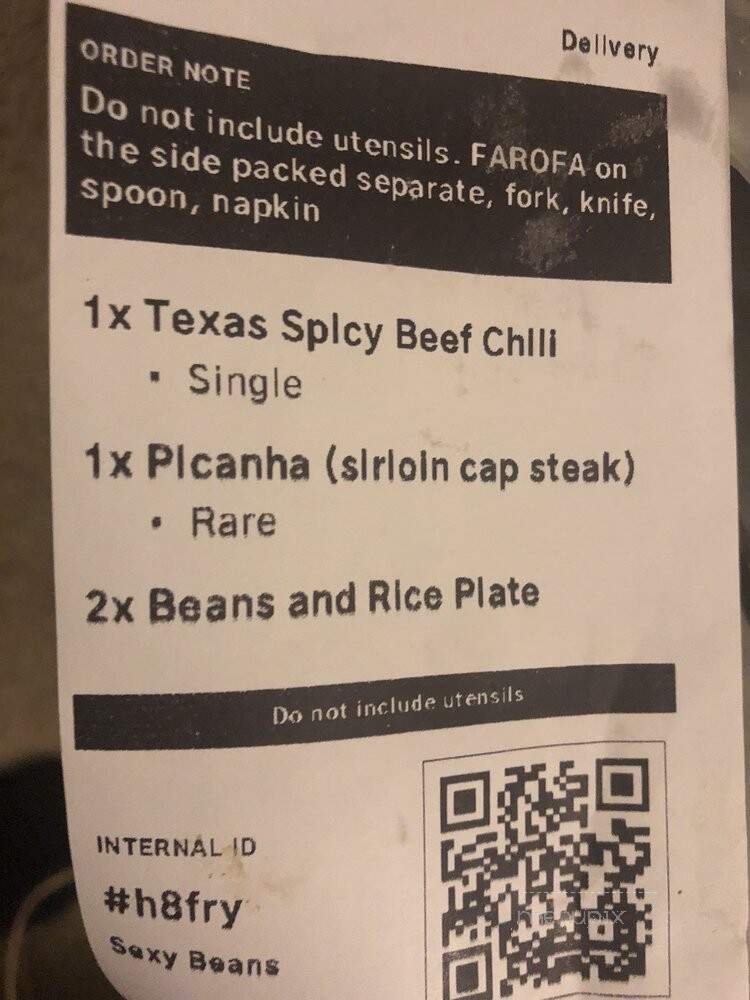 Delivery
ORDER NOTE
Do not include utensils. FAROFA on
the side packed separate, fork, knife,
spoon, napkin
1x Texas Spicy Beef Chili
▪ Single
1x Picanha (sirloin cap steak)
▪ Rare
2x Beans and Rice Plate
Do not include utensils
INTERNAL ID
#h8fry
Sexy Beans